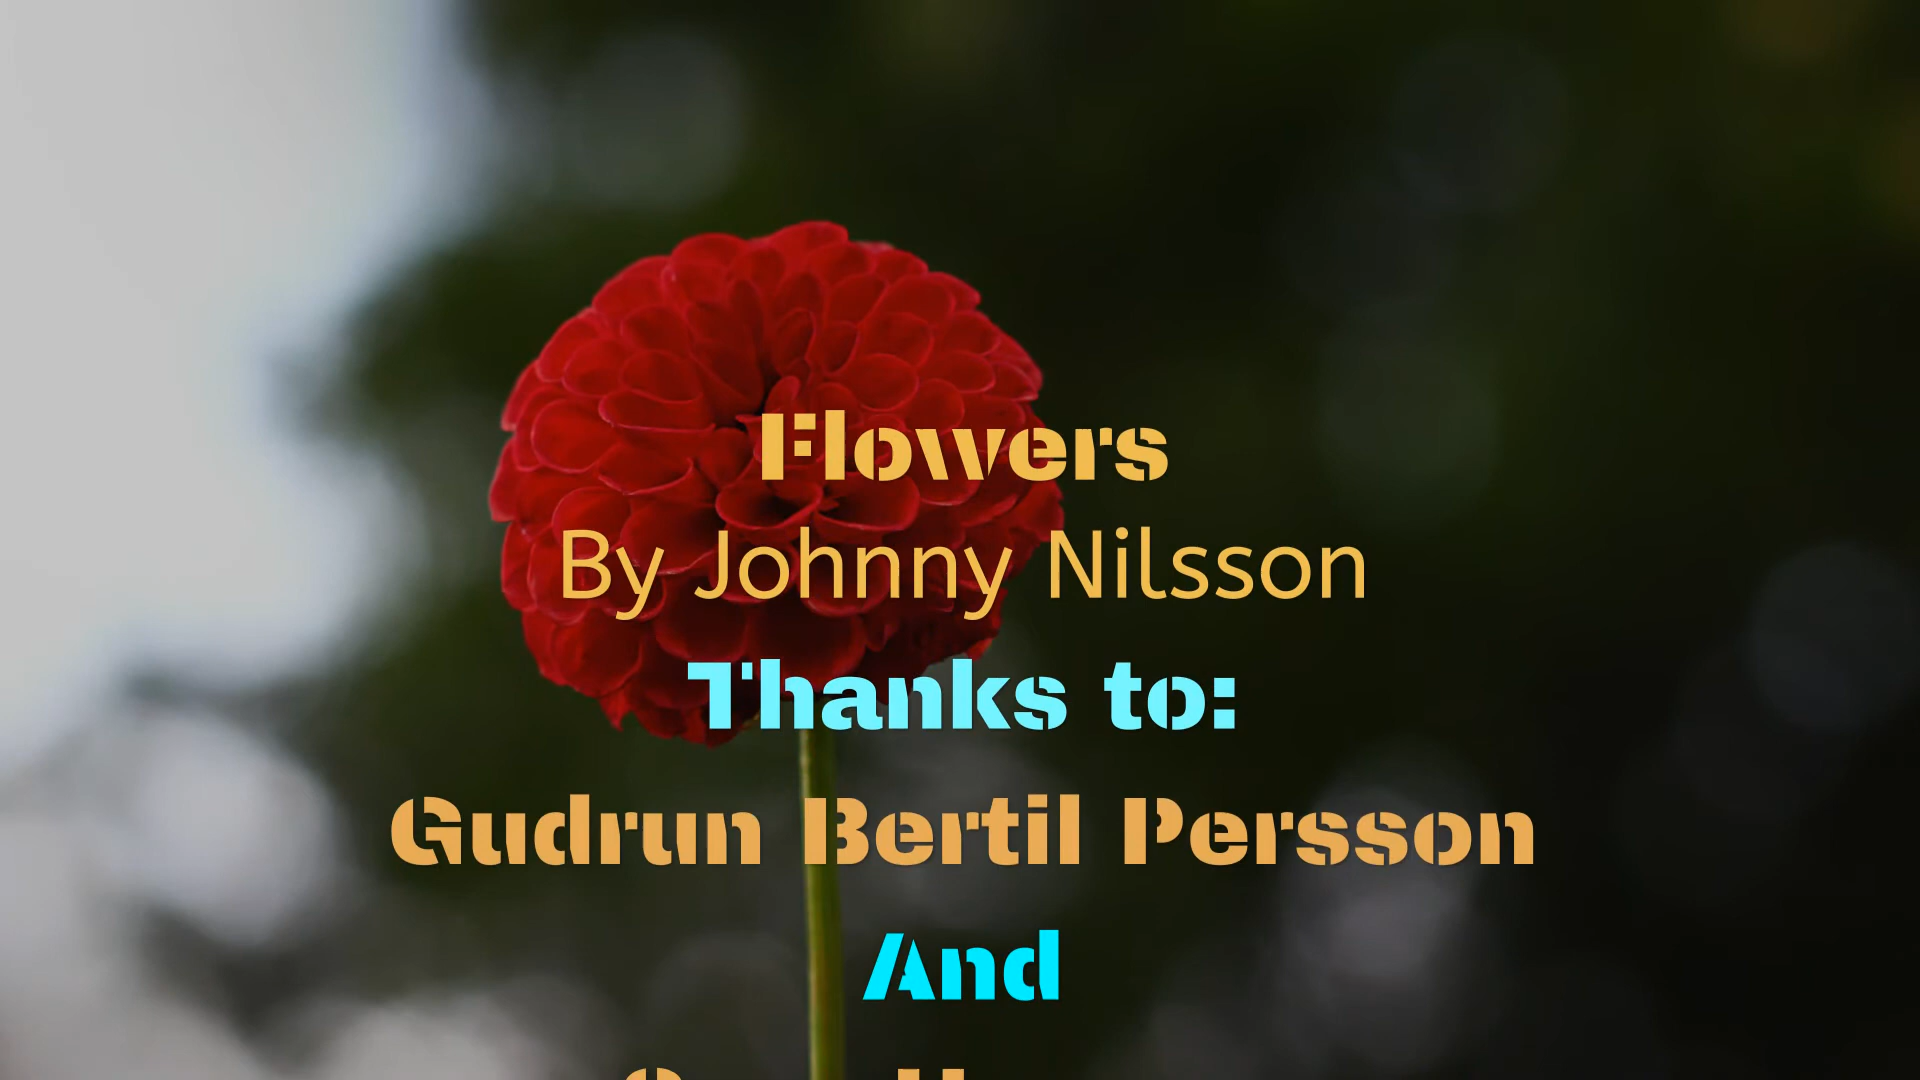 Flowers
By Johnny Nilsson
Thanks to:
Gudrun Bertil Persson
And